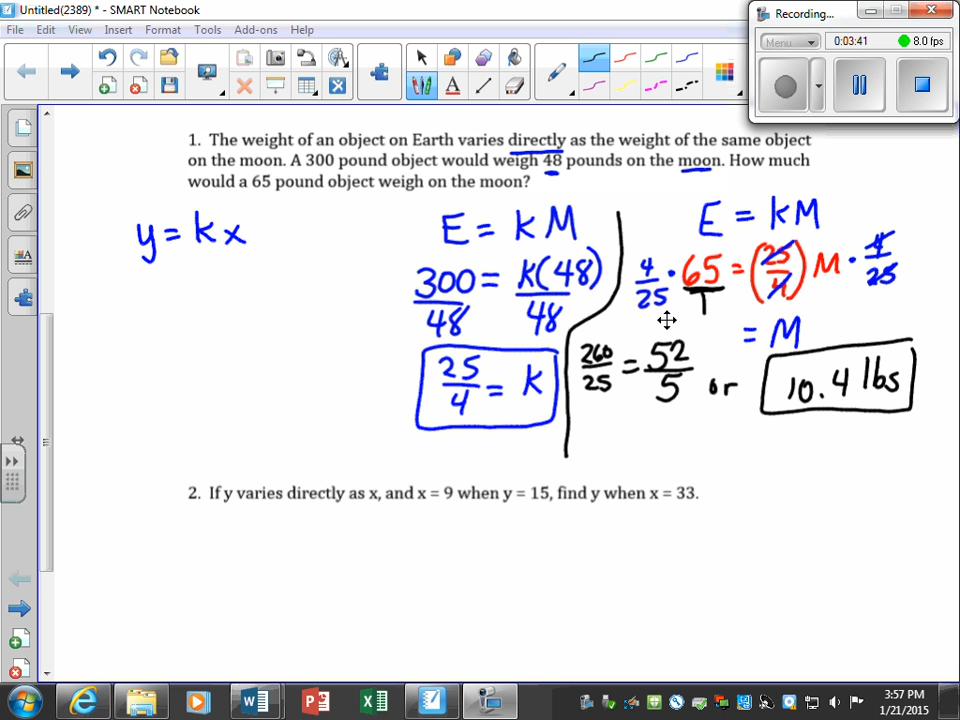 Untitled(2389) * - SMART Notebook
File Edit View Insert Format Tools Add-ons Help
Recording...
Menu 0:03:41 8.0 fps
1. The weight of an object on Earth varies directly as the weight of the same object
on the moon. A 300 pound object would weigh 48 pounds on the moon. How much
would a 65 pound object weigh on the moon?
y = kx
E = kM
300 = k(48)
48 48
25/4 = k
E = kM
4/25 · 65/1 = (25/4) M · 4/25
= M
260/25 = 52/5 or 10.4 lbs
2. If y varies directly as x, and x = 9 when y = 15, find y when x = 33.
3:57 PM
1/21/2015